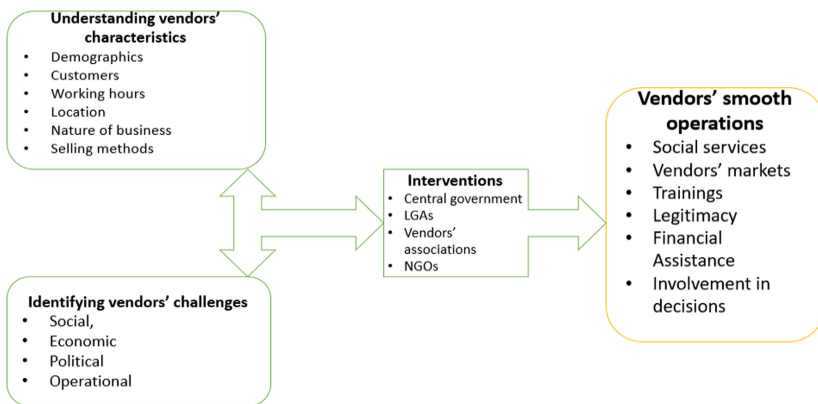 Understanding vendors'
characteristics
• Demographics
• Customers
• Working hours
• Location
• Nature of business
• Selling methods
Identifying vendors' challenges
• Social,
• Economic
• Political
• Operational
Interventions
• Central government
• LGAs
• Vendors'
associations
• NGOs
Vendors' smooth
operations
• Social services
• Vendors' markets
• Trainings
• Legitimacy
• Financial
Assistance
• Involvement in
decisions